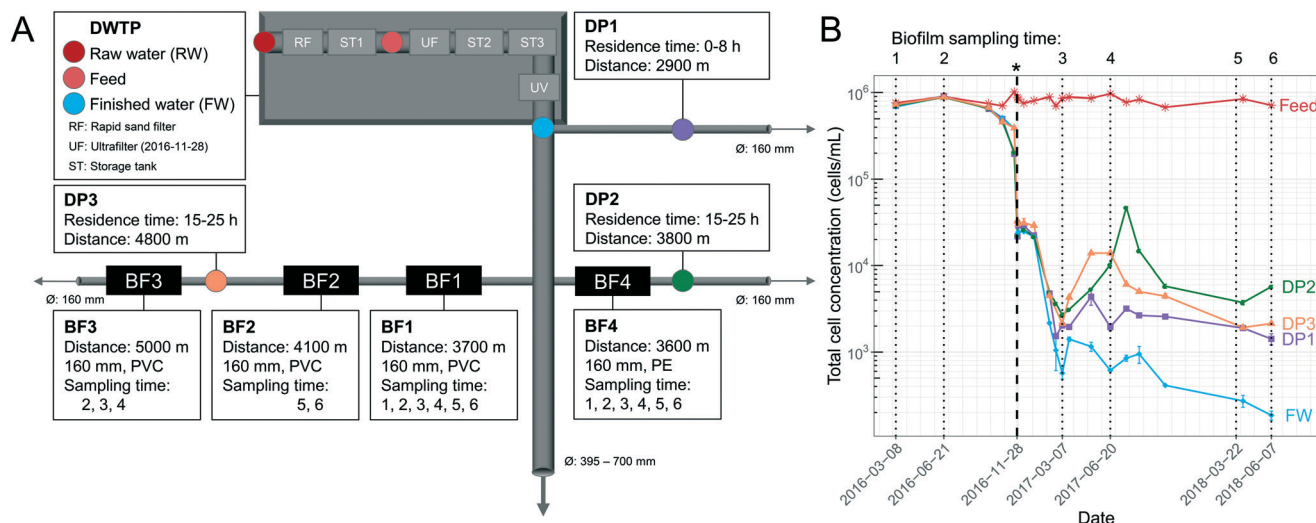 A
DWTP
Raw water (RW)
Feed
Finished water (FW)
RF: Rapid sand filter
UF: Ultrafilter (2016-11-28)
ST: Storage tank
RF
ST1
UF
ST2
ST3
UV
DP1
Residence time: 0-8 h
Distance: 2900 m
Ø: 160 mm
DP3
Residence time: 15-25 h
Distance: 4800 m
DP2
Residence time: 15-25 h
Distance: 3800 m
BF3
BF2
BF1
BF4
Ø: 160 mm
Ø: 160 mm
BF3
Distance: 5000 m
160 mm, PVC
Sampling time:
2, 3, 4
BF2
Distance: 4100 m
160 mm, PVC
Sampling time:
5, 6
BF1
Distance: 3700 m
160 mm, PVC
Sampling time:
1, 2, 3, 4, 5, 6
BF4
Distance: 3600 m
160 mm, PE
Sampling time:
1, 2, 3, 4, 5, 6
Ø: 395 – 700 mm
B
Biofilm sampling time:
1 2 * 3 4 5 6
Total cell concentration (cells/mL)
10⁶
10⁵
10⁴
10³
Feed
DP2
DP3
DP1
FW
2016–03–08
2016–06–21
2016–11–28
2017–03–07
2017–06–20
2018–03–22
2018–06–07
Date